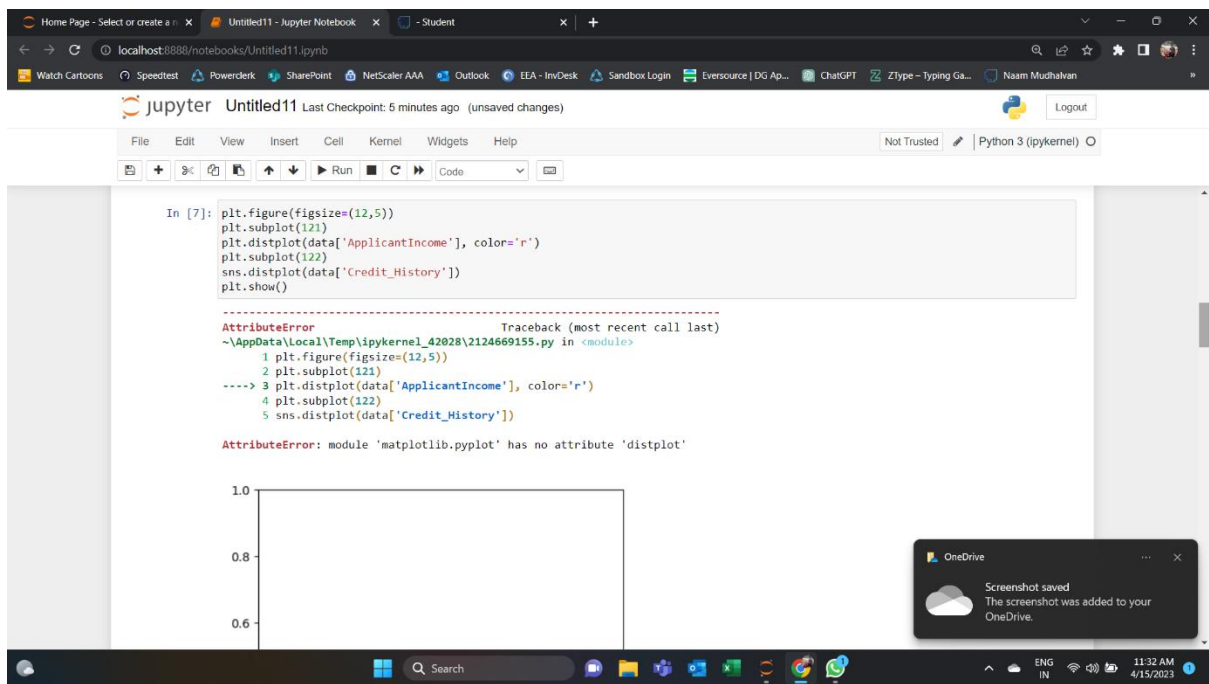 Home Page - Select or create a n
Untitled11 - Jupyter Notebook
- Student
localhost:8888/notebooks/Untitled11.ipynb
Watch Cartoons
Speedtest
Powerclerk
SharePoint
NetScaler AAA
Outlook
EEA - InvDesk
Sandbox Login
Eversource | DG Ap...
ChatGPT
ZType – Typing Ga...
Naam Mudhalvan
»
jupyter Untitled11 Last Checkpoint: 5 minutes ago (unsaved changes)
Logout
File Edit View Insert Cell Kernel Widgets Help
Not Trusted
Python 3 (ipykernel)
Run
Code
In [7]: plt.figure(figsize=(12,5))
plt.subplot(121)
plt.distplot(data['ApplicantIncome'], color='r')
plt.subplot(122)
sns.distplot(data['Credit_History'])
plt.show()
---------------------------------------------------------------------------
AttributeError Traceback (most recent call last)
~\AppData\Local\Temp\ipykernel_42028\2124669155.py in <module>
1 plt.figure(figsize=(12,5))
2 plt.subplot(121)
----> 3 plt.distplot(data['ApplicantIncome'], color='r')
4 plt.subplot(122)
5 sns.distplot(data['Credit_History'])
AttributeError: module 'matplotlib.pyplot' has no attribute 'distplot'
1.0
0.8
0.6
OneDrive
Screenshot saved
The screenshot was added to your
OneDrive.
Search
ENG
IN
11:32 AM
4/15/2023
1